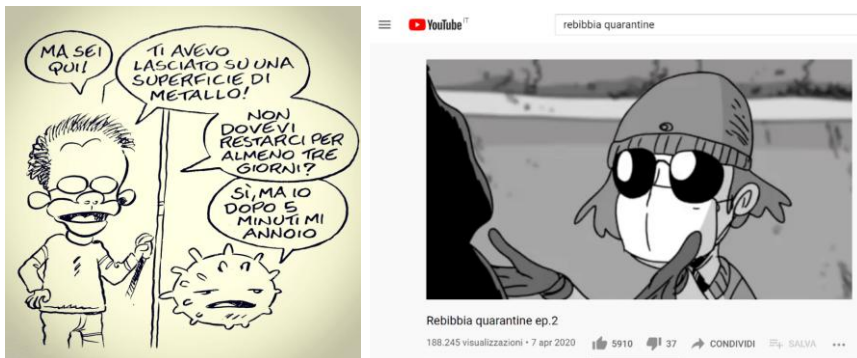 MA SEI
QUI!
TI AVEVO
LASCIATO SU UNA
SUPERFICIE DI
METALLO!
NON
DOVEVI
RESTARCI PER
ALMENO TRE
GIORNI?
SÌ, MA IO
DOPO 5
MINUTI MI
ANNOIO
YouTube IT
rebibbia quarantine
Rebibbia quarantine ep.2
188.245 visualizzazioni • 7 apr 2020
5910
37
CONDIVIDI
SALVA